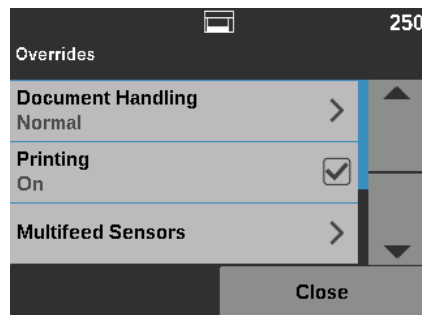 250
Overrides
Document Handling
Normal
Printing
On
Multifeed Sensors
Close